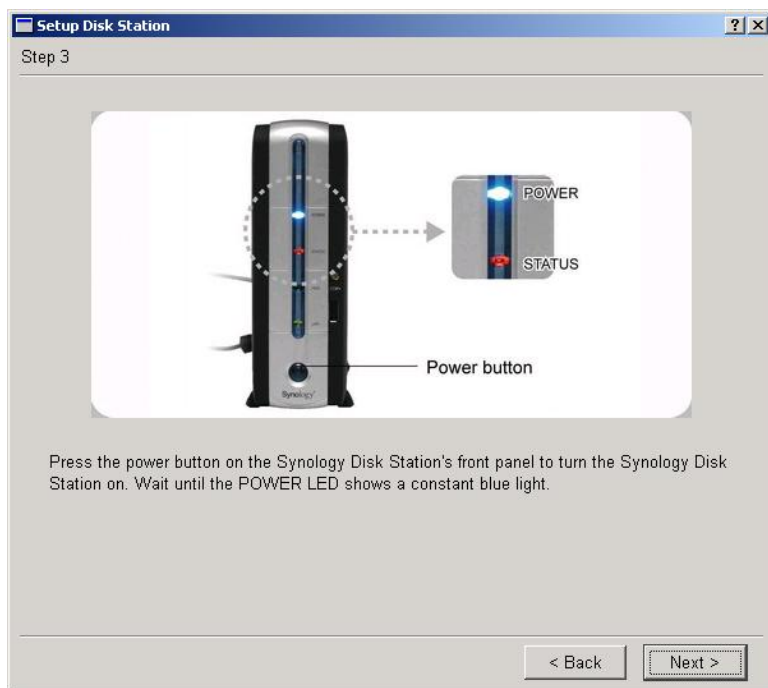 Setup Disk Station
Step 3
POWER
STATUS
Power button
Synology
Press the power button on the Synology Disk Station's front panel to turn the Synology Disk
Station on. Wait until the POWER LED shows a constant blue light.
< Back
Next >